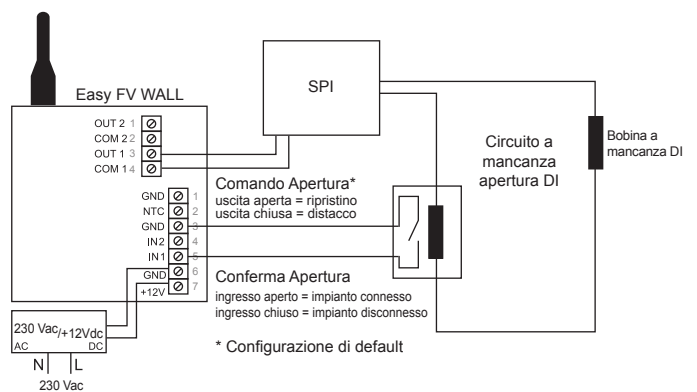 Easy FV WALL
SPI
OUT 2 1
COM 2 2
OUT 1 3
COM 1 4
GND 1
NTC 2
GND 3
IN2 4
IN1 5
GND 6
+12V 7
Comando Apertura*
uscita aperta = ripristino
uscita chiusa = distacco
Conferma Apertura
ingresso aperto = impianto connesso
ingresso chiuso = impianto disconnesso
* Configurazione di default
Circuito a
mancanza
apertura DI
Bobina a
mancanza DI
230 Vac/+12Vdc
AC DC
N L
230 Vac